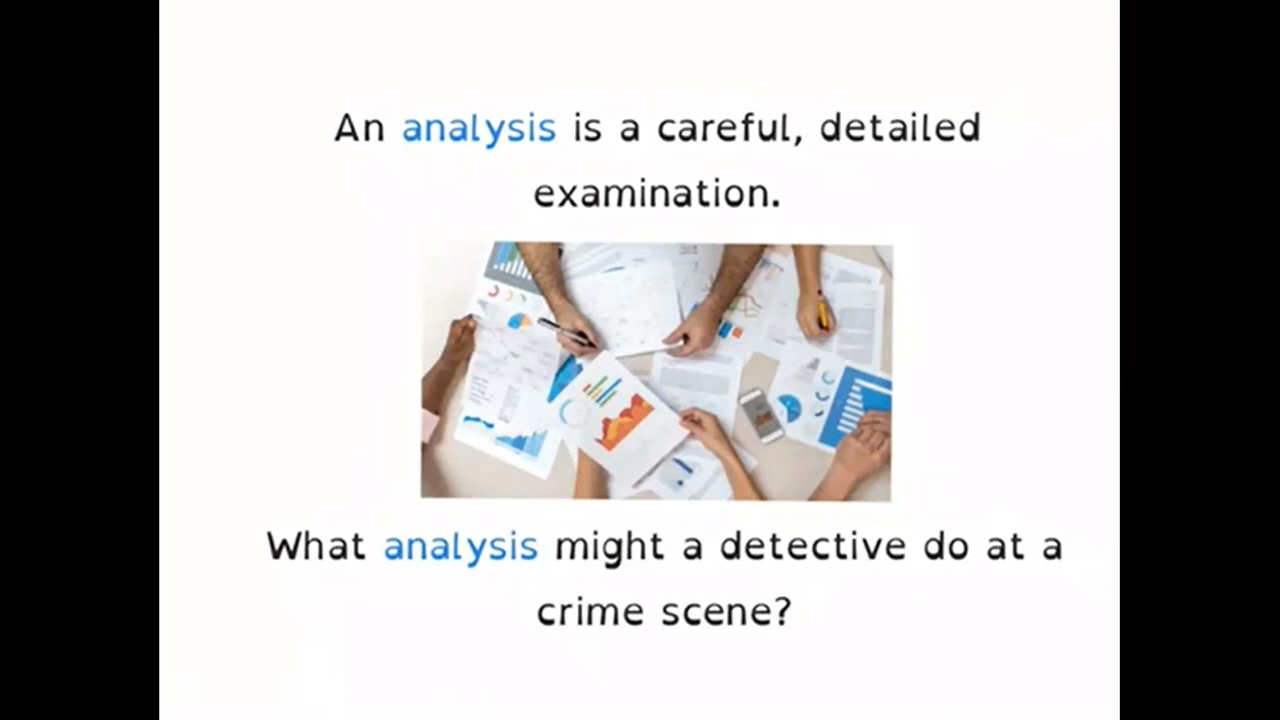 An analysis is a careful, detailed
examination.
What analysis might a detective do at a
crime scene?